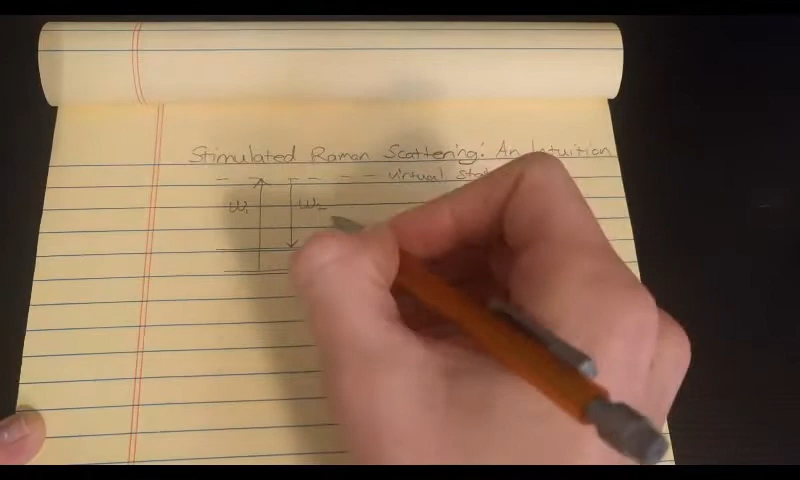 Stimulated Raman Scattering: An Intuition
virtual
ω₁ ω₂